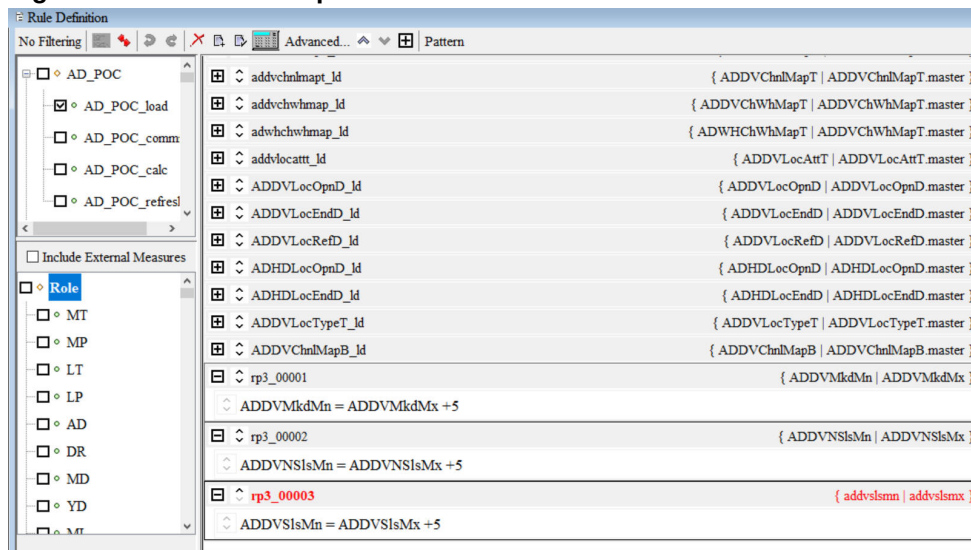 Rule Definition
No Filtering Advanced... Pattern
AD_POC
AD_POC_load
AD_POC_comm
AD_POC_calc
AD_POC_refresl
Include External Measures
Role
MT
MP
LT
LP
AD
DR
MD
YD
addvchnlmapt_ld { ADDVChnlMapT | ADDVChnlMapT.master }
addvchwhmap_ld { ADDVChWhMapT | ADDVChWhMapT.master }
adwhchwhmap_ld { ADWHChWhMapT | ADDVChWhMapT.master }
addvlocattt_ld { ADDVLocAttT | ADDVLocAttT.master }
ADDVLocOpnD_ld { ADDVLocOpnD | ADDVLocOpnD.master }
ADDVLocEndD_ld { ADDVLocEndD | ADDVLocEndD.master }
ADDVLocRefD_ld { ADDVLocRefD | ADDVLocRefD.master }
ADHDLocOpnD_ld { ADHDLocOpnD | ADHDLocOpnD.master }
ADHDLocEndD_ld { ADHDLocEndD | ADHDLocEndD.master }
ADDVLocTypeT_ld { ADDVLocTypeT | ADDVLocTypeT.master }
ADDVChnlMapB_ld { ADDVChnlMapB | ADDVChnlMapB.master }
rp3_00001 { ADDVMkdMn | ADDVMkdMx }
ADDVMkdMn = ADDVMkdMx +5
rp3_00002 { ADDVNSlsMn | ADDVNSlsMx }
ADDVNSlsMn = ADDVNSlsMx +5
rp3_00003 { addvslsmn | addvslsmx }
ADDVSlsMn = ADDVSlsMx +5